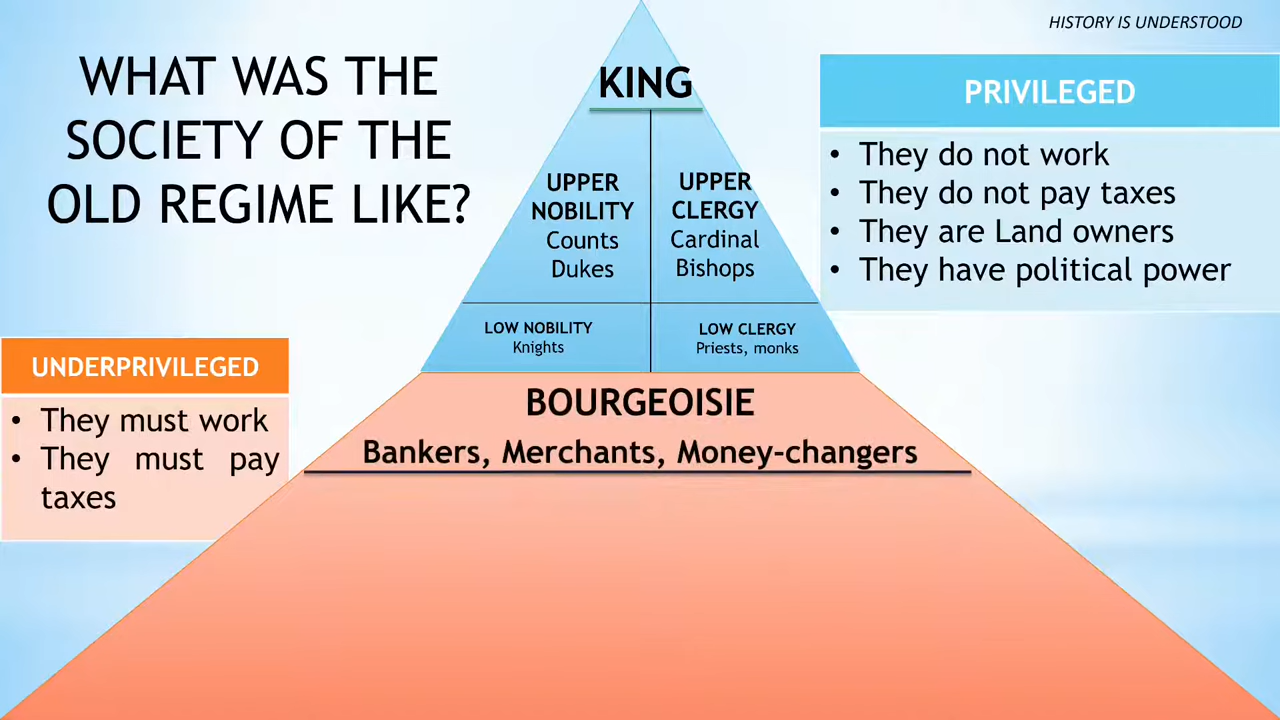 HISTORY IS UNDERSTOOD
WHAT WAS THE
SOCIETY OF THE
OLD REGIME LIKE?
KING
UPPER
NOBILITY
Counts
Dukes
UPPER
CLERGY
Cardinal
Bishops
LOW NOBILITY
Knights
LOW CLERGY
Priests, monks
PRIVILEGED
• They do not work
• They do not pay taxes
• They are Land owners
• They have political power
UNDERPRIVILEGED
• They must work
• They must pay
taxes
BOURGEOISIE
Bankers, Merchants, Money-changers